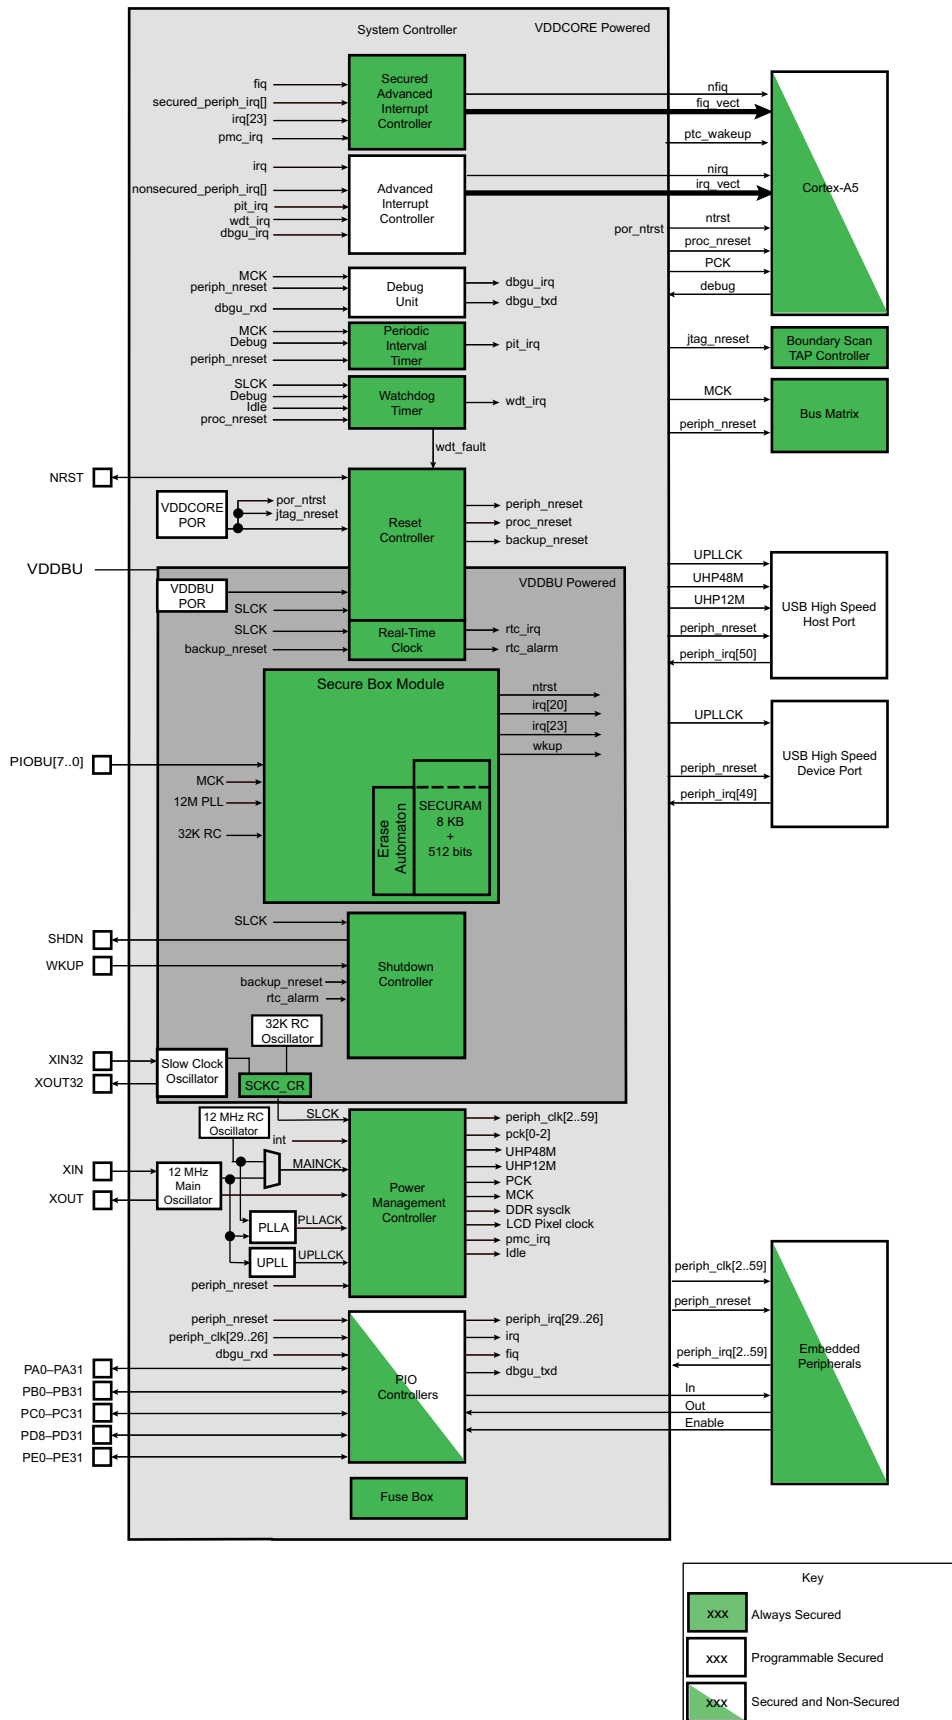 System Controller
VDDCORE Powered
fiq
secured_periph_irq[]
irq[23]
pmc_irq
Secured
Advanced
Interrupt
Controller
nfiq
fiq_vect
ptc_wakeup
irq
nonsecured_periph_irq[]
pit_irq
wdt_irq
dbgu_irq
Advanced
Interrupt
Controller
nirq
irq_vect
Cortex-A5
por_ntrst
ntrst
proc_nreset
PCK
debug
MCK
periph_nreset
dbgu_rxd
Debug
Unit
dbgu_irq
dbgu_txd
MCK
Debug
periph_nreset
Periodic
Interval
Timer
pit_irq
jtag_nreset
Boundary Scan
TAP Controller
SLCK
Debug
Idle
proc_nreset
Watchdog
Timer
wdt_irq
MCK
periph_nreset
Bus Matrix
wdt_fault
NRST
VDDCORE
POR
por_ntrst
jtag_nreset
Reset
Controller
periph_nreset
proc_nreset
backup_nreset
VDDBU
VDDBU Powered
VDDBU
POR
SLCK
SLCK
backup_nreset
Real-Time
Clock
rtc_irq
rtc_alarm
UPLLCK
UHP48M
UHP12M
periph_nreset
periph_irq[50]
USB High Speed
Host Port
Secure Box Module
ntrst
irq[20]
irq[23]
wkup
PIOBU[7..0]
MCK
12M PLL
32K RC
Erase
Automaton
SECURAM
8 KB
+
512 bits
UPLLCK
periph_nreset
periph_irq[49]
USB High Speed
Device Port
SLCK
SHDN
WKUP
backup_nreset
rtc_alarm
Shutdown
Controller
32K RC
Oscillator
XIN32
XOUT32
Slow Clock
Oscillator
SCKC_CR
12 MHz RC
Oscillator
SLCK
int
XIN
XOUT
12 MHz
Main
Oscillator
MAINCK
PLLA
PLLACK
UPLL
UPLLCK
periph_nreset
Power
Management
Controller
periph_clk[2..59]
pck[0-2]
UHP48M
UHP12M
PCK
MCK
DDR sysclk
LCD Pixel clock
pmc_irq
Idle
periph_nreset
periph_clk[29..26]
dbgu_rxd
PA0–PA31
PB0–PB31
PC0–PC31
PD8–PD31
PE0–PE31
PIO
Controllers
periph_irq[29..26]
irq
fiq
dbgu_txd
periph_clk[2..59]
periph_nreset
periph_irq[2..59]
In
Out
Enable
Embedded
Peripherals
Fuse Box
Key
xxx
Always Secured
xxx
Programmable Secured
xxx
Secured and Non-Secured